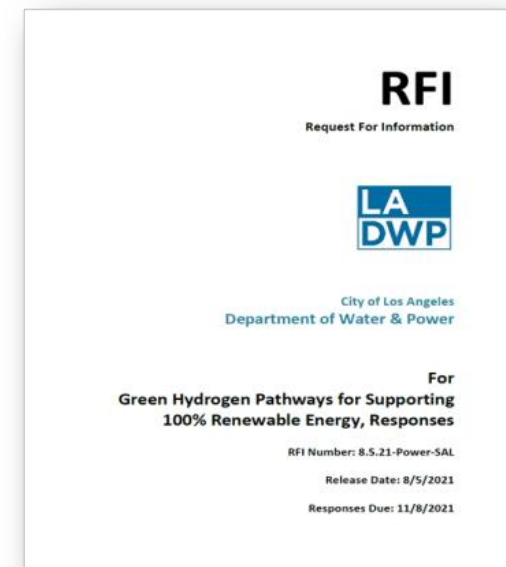 RFI
Request For Information
LA
DWP
City of Los Angeles
Department of Water & Power
For
Green Hydrogen Pathways for Supporting
100% Renewable Energy, Responses
RFI Number: 8.5.21-Power-SAL
Release Date: 8/5/2021
Responses Due: 11/8/2021